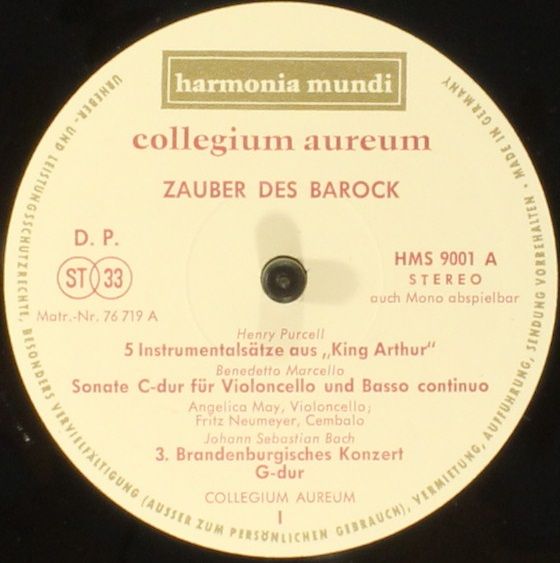 harmonia mundi
collegium aureum
ZAUBER DES BAROCK
D. P.
ST 33
Matr.-Nr. 76 719 A
HMS 9001 A
STEREO
auch Mono abspielbar
Henry Purcell
5 Instrumentalsätze aus „King Arthur"
Benedetto Marcello
Sonate C-dur für Violoncello und Basso continuo
Angelica May, Violoncello;
Fritz Neumeyer, Cembalo
Johann Sebastian Bach
3. Brandenburgisches Konzert
G-dur
COLLEGIUM AUREUM
I
URHEBER- UND LEISTUNGSSCHUTZRECHTE, BESONDERS VERVIELFÄLTIGUNG (AUSSER ZUM PERSÖNLICHEN GEBRAUCH), VERMIETUNG, AUFFÜHRUNG, SENDUNG VORBEHALTEN · MADE IN GERMANY